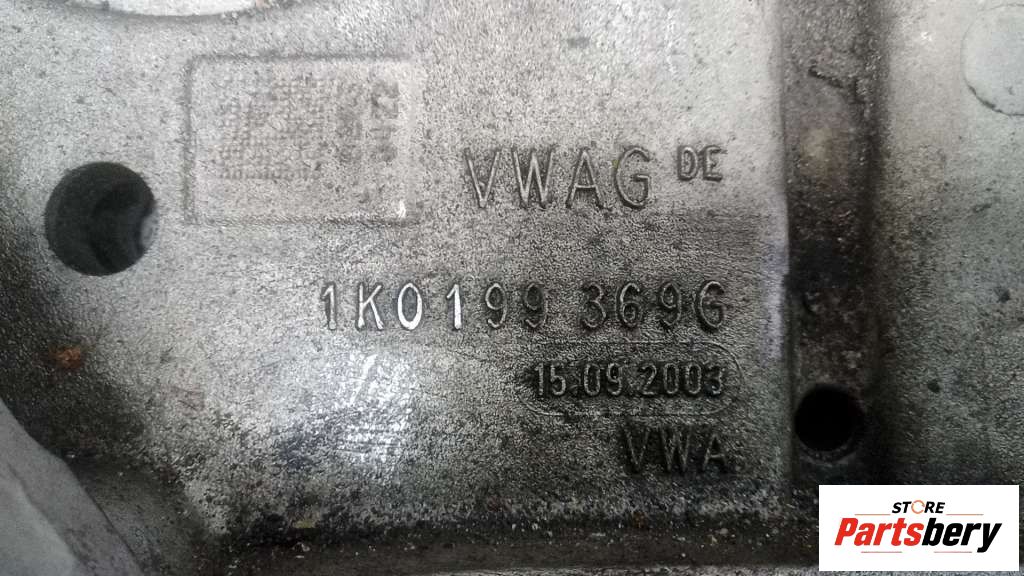 VWAG DE
1K0199 369G
15.09.2003
VWA
STORE
Partsbery